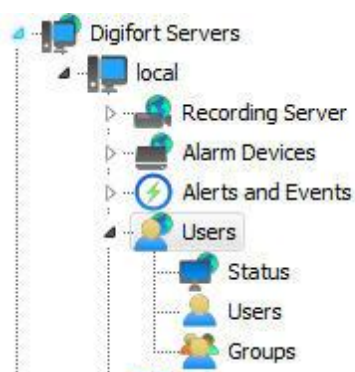 Digifort Servers
local
Recording Server
Alarm Devices
Alerts and Events
Users
Status
Users
Groups